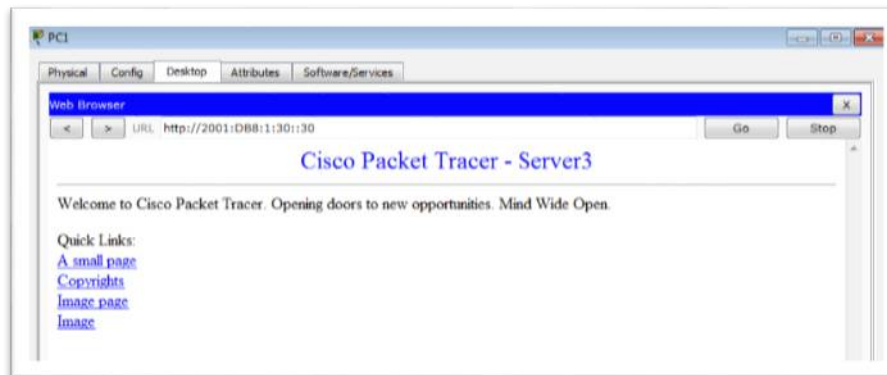 PC1
Physical Config Desktop Attributes Software/Services
Web Browser X
< > URL http://2001:DB8:1:30::30 Go Stop
Cisco Packet Tracer - Server3
Welcome to Cisco Packet Tracer. Opening doors to new opportunities. Mind Wide Open.
Quick Links:
A small page
Copyrights
Image page
Image